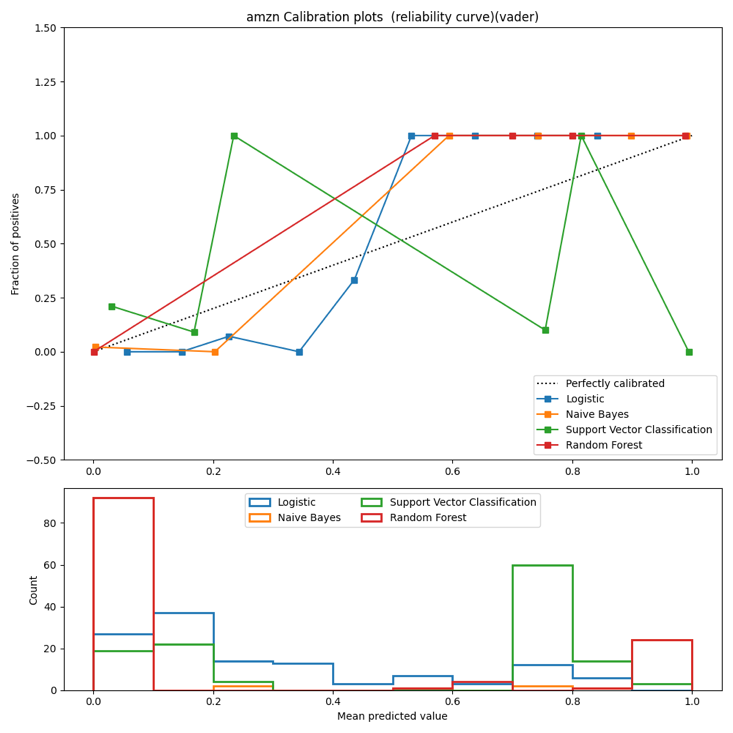 amzn Calibration plots  (reliability curve)(vader)
1.50
1.25
1.00
0.75
0.50
0.25
0.00
−0.25
−0.50
Fraction of positives
Perfectly calibrated
Logistic
Naive Bayes
Support Vector Classification
Random Forest
0.0 0.2 0.4 0.6 0.8 1.0
Logistic
Naive Bayes
Support Vector Classification
Random Forest
80
60
40
20
0
Count
0.0 0.2 0.4 0.6 0.8 1.0
Mean predicted value